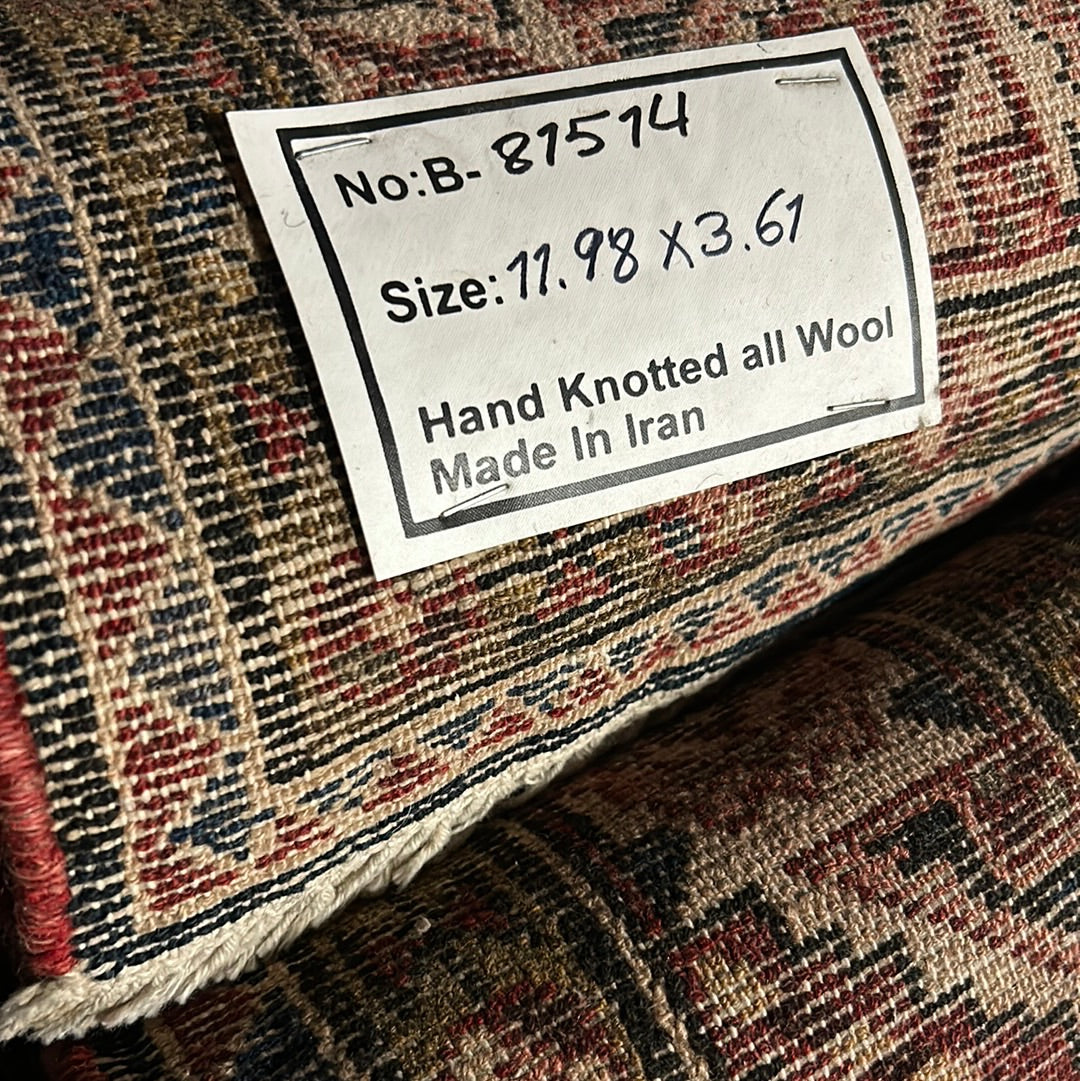 No:B- 81514
Size: 11.98 X 3.61
Hand Knotted all Wool
Made In Iran